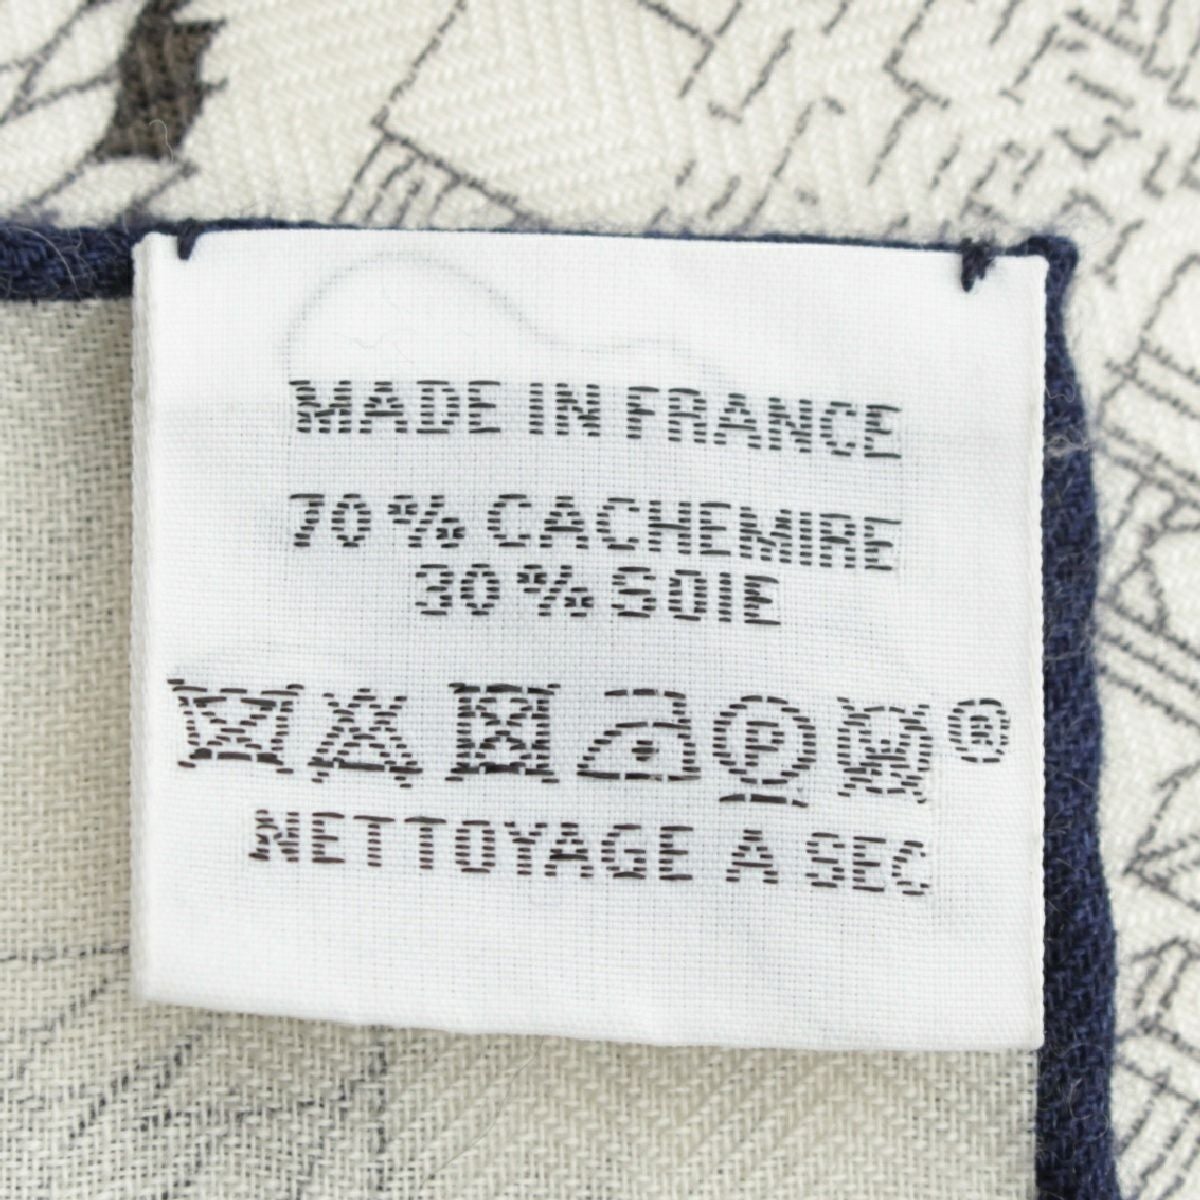 MADE IN FRANCE
70 % CACHEMIRE
30 % SOIE
P ®
NETTOYAGE A SEC